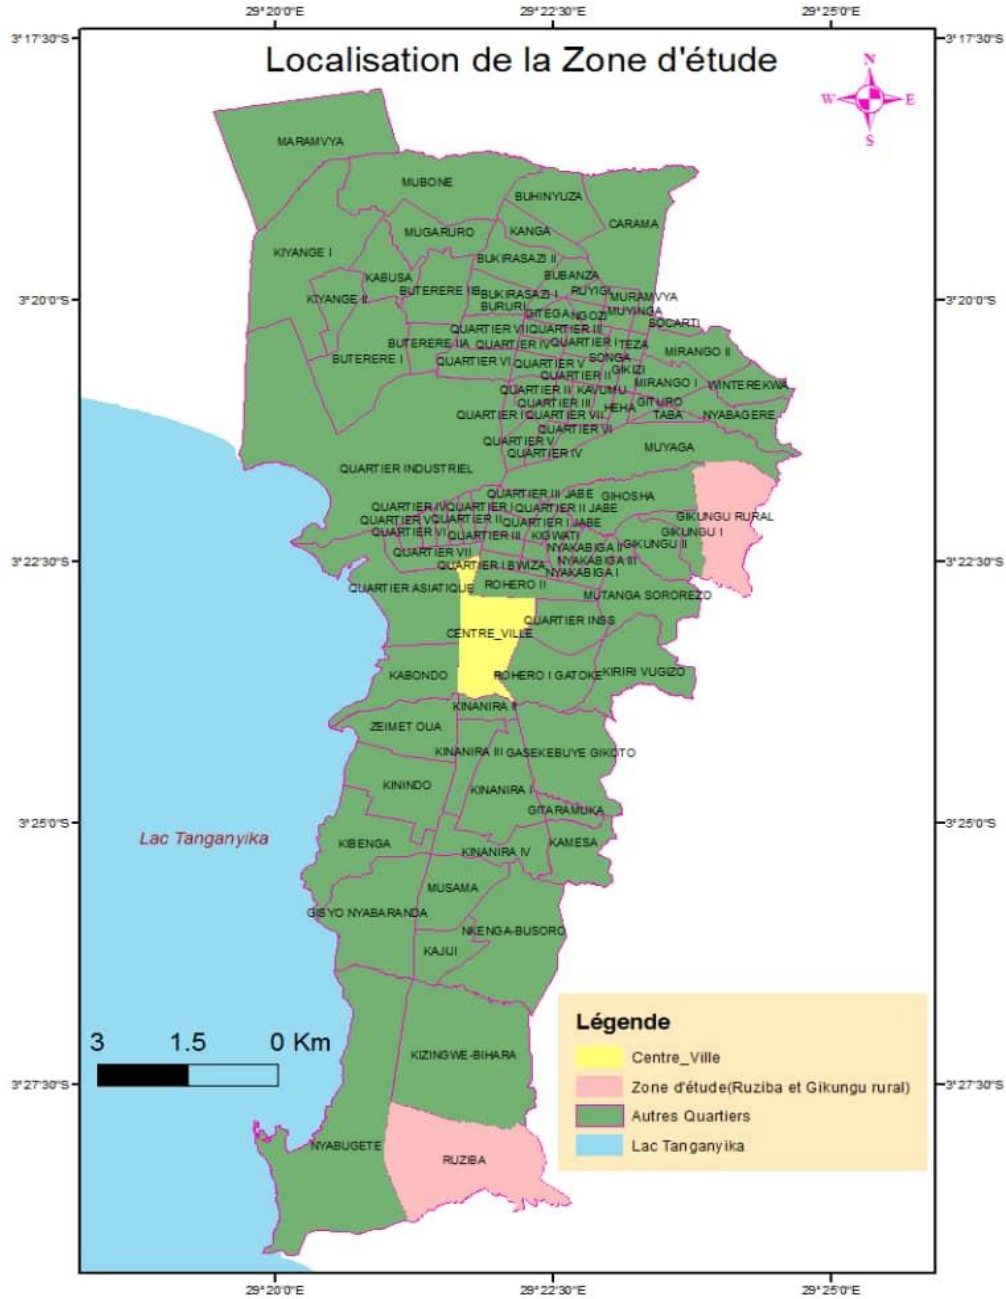 29°20'0"E 29°22'30"E 29°25'0"E
3°17'30"S 3°17'30"S
Localisation de la Zone d'étude
N
W E
S
MARAMVYA
MUBONE
BUHINYUZA
CARAMA
MUGARURO KANGA
KIYANGE I
BUKIRASAZI II
KABUSA BUBANZA
KIYANGE II BUTERERE IIB BUKIRASAZI I RUYIGI MURAMVYA
3°20'0"S 3°20'0"S
BURURI GITEGA NGOZI MUYINGA
SOCARTI
QUARTIER VII QUARTIER III
BUTERERE IIA QUARTIER IV QUARTIER I TEZA
MIRANGO II
BUTERERE I QUARTIER VI QUARTIER V SONGA
GIKIZI
QUARTIER II
MIRANGO I WINTEREKWA
QUARTIER II KAVUMU
QUARTIER III HEHA GITURO
QUARTIER I QUARTIER VII TABA NYABAGERE
QUARTIER VI
QUARTIER V
QUARTIER IV MUYAGA
QUARTIER INDUSTRIEL
QUARTIER III JABE GIHOSHA
QUARTIER IV QUARTIER I QUARTIER II JABE
GIKUNGU RURAL
QUARTIER V QUARTIER II QUARTIER I JABE
QUARTIER VI QUARTIER III KIGWATI GIKUNGU I
NYAKABIGA II GIKUNGU II
QUARTIER VII NYAKABIGA III
3°22'30"S 3°22'30"S
QUARTIER I BWIZA NYAKABIGA I
QUARTIER ASIATIQUE ROHERO II
MUTANGA SOROREZO
QUARTIER INSS
CENTRE_VILLE
KABONDO ROHERO I GATOKE KIRIRI VUGIZO
KINANIRA II
ZEIMET OUA
KINANIRA III GASEKEBUYE GIKOTO
KININDO KINANIRA I
GITARAMUKA
3°25'0"S 3°25'0"S
Lac Tanganyika
KIBENGA KAMESA
KINANIRA IV
MUSAMA
GISYO NYABARANDA
NKENGA-BUSORO
KAJIJI
Légende
3 1.5 0 Km
KIZINGWE-BIHARA
Centre_Ville
3°27'30"S 3°27'30"S
Zone d'étude(Ruziba et Gikungu rural)
Autres Quartiers
NYABUGETE Lac Tanganyika
RUZIBA
29°20'0"E 29°22'30"E 29°25'0"E